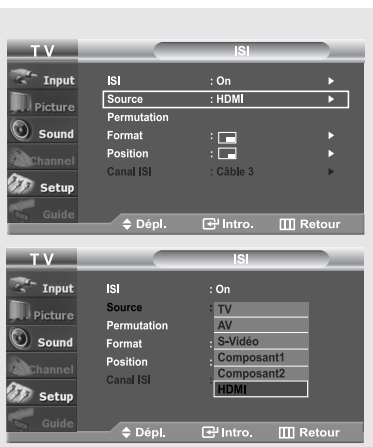 TV ISI
Input
Picture
Sound
Channel
Setup
Guide
ISI : On
Source : HDMI
Permutation
Format :
Position :
Canal ISI : Câble 3
Dépl. Intro. Retour
TV ISI
Input
Picture
Sound
Channel
Setup
Guide
ISI : On
Source :
Permutation
Format :
Position :
Canal ISI
TV
AV
S-Vidéo
Composant1
Composant2
HDMI
Dépl. Intro. Retour